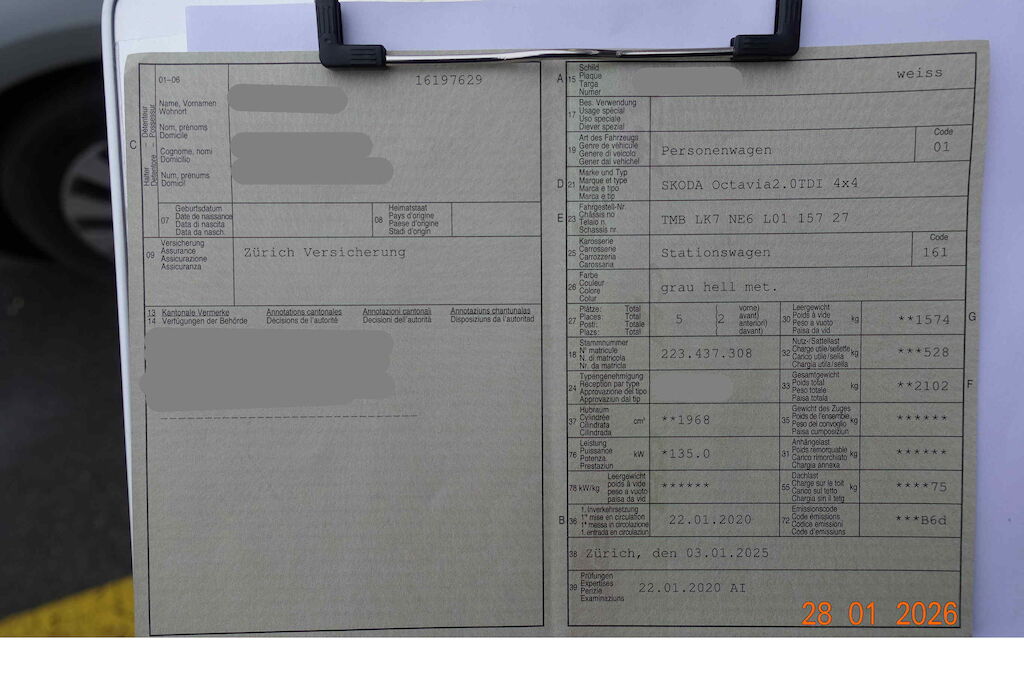 01-06
16197629
C
Halter Détenteur
Detentore – Possessur
Name, Vornamen
Wohnort
Nom, prénoms
Domicile
Cognome, nomi
Domicilio
Num, prenums
Domicil
07
Geburtsdatum
Date de naissance
Data di nascita
Data da nasch.
08
Heimatstaat
Pays d'origine
Paese d'origine
Stadi d'origin
09
Versicherung
Assurance
Assicurazione
Assicuranza
Zürich Versicherung
13 Kantonale Vermerke Annotations cantonales Annotazioni cantonali Annotaziuns chantunalas
14 Verfügungen der Behörde Décisions de l'autorité Decisioni dell'autorità Disposiziuns da l'autoritad
A 15
Schild
Plaque
Targa
Numer
weiss
17
Bes. Verwendung
Usage spécial
Uso speciale
Diever spezial
19
Art des Fahrzeugs
Genre de véhicule
Genere di veicolo
Gener dal vehichel
Personenwagen
Code
01
D 21
Marke und Typ
Marque et type
Marca e tipo
Marca e tip
SKODA Octavia2.0TDI 4x4
E 23
Fahrgestell-Nr.
Châssis no
Telaio n.
Schassis nr.
TMB LK7 NE6 L01 157 27
25
Karosserie
Carrosserie
Carrozzeria
Carossaria
Stationswagen
Code
161
26
Farbe
Couleur
Colore
Colur
grau hell met.
27
Plätze: Total
Places: Total
Posti: Totale
Plazs: Total
5 (2
vorne)
avant)
anteriori)
davant)
30
Leergewicht
Poids à vide
Peso a vuoto
Paisa da vid
kg
**1574
G
18
Stammnummer
N° matricule
N. di matricola
Nr. da matricla
223.437.308
32
Nutz-/Sattellast
Charge utile/sellette
Carico utile/sella
Chargia utila/sella
kg
***528
24
Typengenehmigung
Réception par type
Approvazione del tipo
Approvaziun dal tip
33
Gesamtgewicht
Poids total
Peso totale
Paisa totala
kg
**2102
F
37
Hubraum
Cylindrée
Cilindrata
Cilindrada
cm³
**1968
35
Gewicht des Zuges
Poids de l'ensemble
Peso del convoglio
Paisa cumposiziun
kg
******
76
Leistung
Puissance
Potenza
Prestaziun
kW
*135.0
31
Anhängelast
Poids remorquable
Carico rimorchiato
Chargia annexa
kg
******
78 kW/kg
Leergewicht
poids à vide
peso a vuoto
paisa da vid
******
55
Dachlast
Charge sur le toit
Carico sul tetto
Chargia sin il tetg
kg
****75
B 36
1. Inverkehrsetzung
1re mise en circulation
1a messa in circolazione
1. entrada en circulaziun
22.01.2020
72
Emissionscode
Code émissions
Codice emissioni
Code d'emissiuns
***B6d
38 Zürich, den 03.01.2025
39
Prüfungen
Expertises
Perizie
Examinaziuns
22.01.2020 AI
28 01 2026